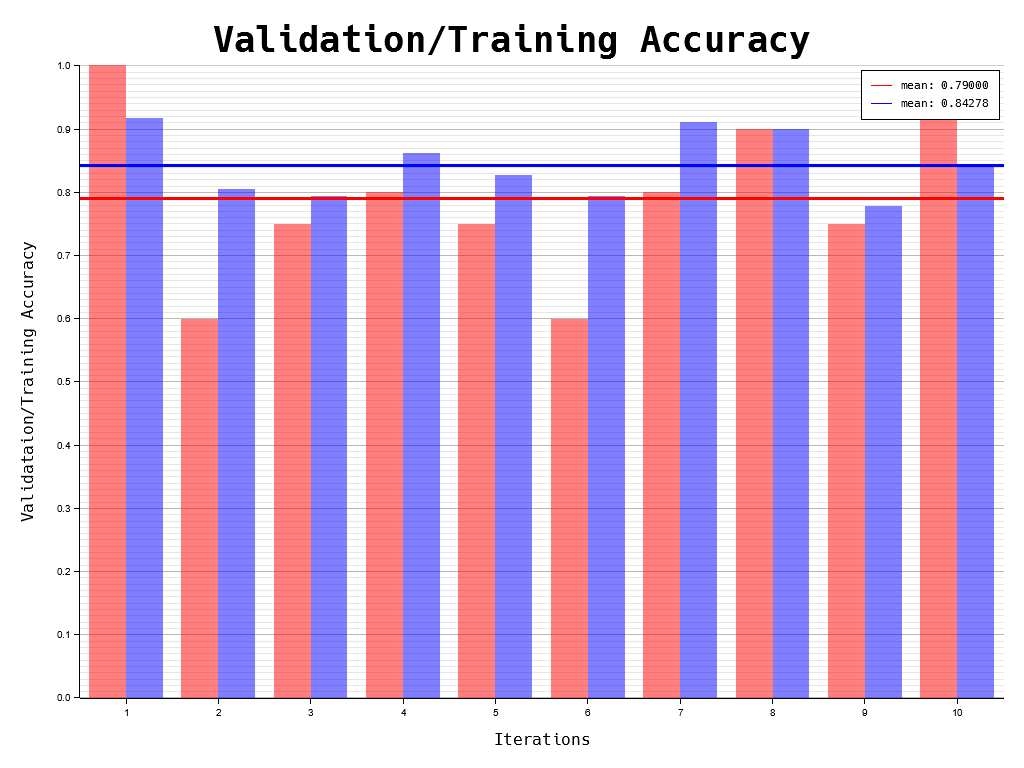 Validation/Training Accuracy
mean: 0.79000
mean: 0.84278
Validataion/Training Accuracy
1.0
0.9
0.8
0.7
0.6
0.5
0.4
0.3
0.2
0.1
0.0
1 2 3 4 5 6 7 8 9 10
Iterations